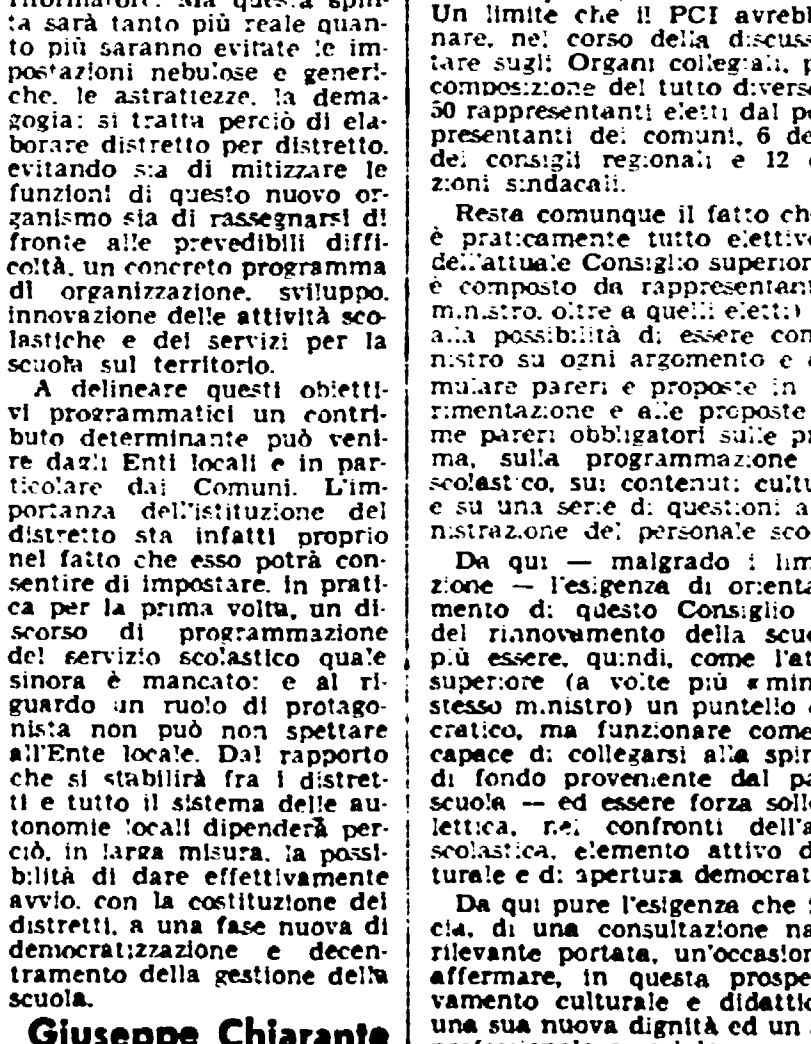 ta sarà tanto più reale quan-
to più saranno evitate le im-
postazioni nebulose e generi-
che, le astrattezze, la dema-
gogia: si tratta perciò di ela-
borare distretto per distretto,
evitando sia di mitizzare le
funzioni di questo nuovo or-
ganismo sia di rassegnarsi di
fronte alle prevedibili diffi-
coltà, un concreto programma
di organizzazione, sviluppo,
innovazione delle attività sco-
lastiche e dei servizi per la
scuola sul territorio.
A delineare questi obietti-
vi programmatici un contri-
buto determinante può veni-
re dagli Enti locali e in par-
ticolare dai Comuni. L'im-
portanza dell'istituzione del
distretto sta infatti proprio
nel fatto che esso potrà con-
sentire di impostare, in prati-
ca per la prima volta, un di-
scorso di programmazione
del servizio scolastico quale
sinora è mancato: e al ri-
guardo un ruolo di protago-
nista non può non spettare
all'Ente locale. Dal rapporto
che si stabilirà fra i distret-
ti e tutto il sistema delle au-
tonomie locali dipenderà per-
ciò, in larga misura, la possi-
bilità di dare effettivamente
avvio, con la costituzione dei
distretti, a una fase nuova di
democratizzazione e decen-
tramento della gestione della
scuola.
Giuseppe Chiarante
Un limite che il PCI avreb
nare, nel corso della discuss
tare sugli Organi collegiali, p
composizione del tutto divers
50 rappresentanti eletti dal p
presentanti dei comuni, 6 de
dei consigli regionali e 12
zioni sindacali.
Resta comunque il fatto ch
è praticamente tutto elettiv
dell'attuale Consiglio superior
è composto da rappresentan
ministro, oltre a quelli eletti)
alla possibilità di essere con
nistro su ogni argomento e
mulare pareri e proposte in
rimentazione e alle proposte
me pareri obbligatori sulle p
ma, sulla programmazione
scolastico, sui contenuti cultu
e su una serie di questioni a
nistrazione del personale sco
Da qui — malgrado i lim
zione — l'esigenza di orienta
mento di questo Consiglio
del rinnovamento della scu
più essere, quindi, come l'at
superiore (a volte più «min
stesso ministro) un puntello
cratico, ma funzionare come
capace di collegarsi alla spi
di fondo proveniente dal pa
scuola — ed essere forza soll
lettica, nei confronti dell'a
scolastica, elemento attivo d
turale e di apertura democrat
Da qui pure l'esigenza che
cia, di una consultazione na
rilevante portata, un'occasion
affermare, in questa prospe
vamento culturale e didattic
una sua nuova dignità ed un